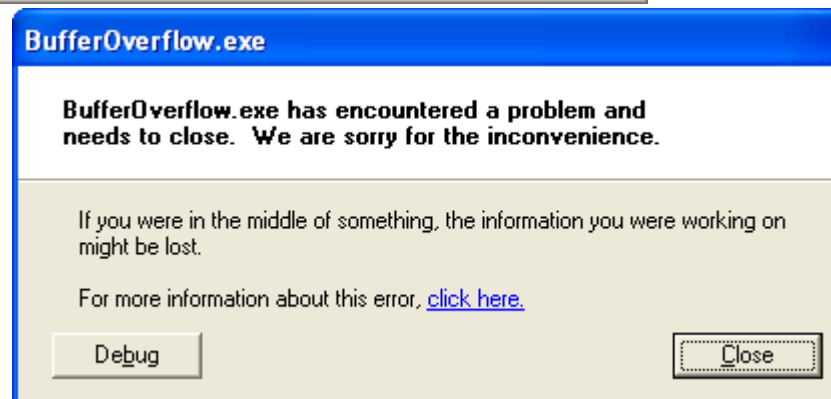 BufferOverflow.exe
BufferOverflow.exe has encountered a problem and
needs to close.  We are sorry for the inconvenience.
If you were in the middle of something, the information you were working on
might be lost.
For more information about this error, click here.
Debug
Close